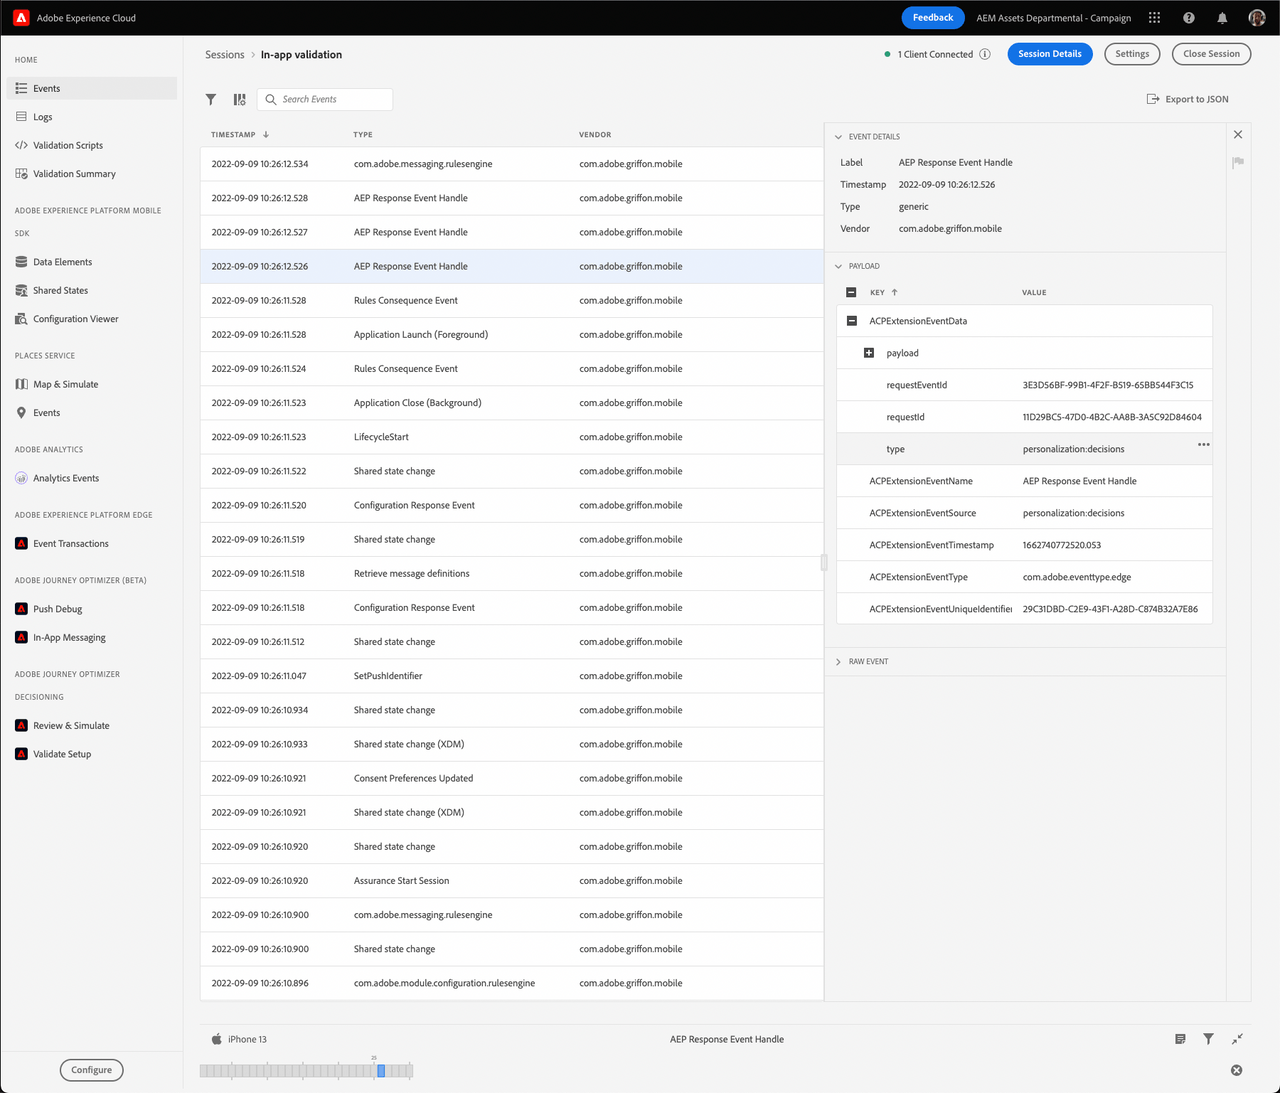 Adobe Experience Cloud
Feedback
AEM Assets Departmental - Campaign
HOME
Events
Logs
Validation Scripts
Validation Summary
ADOBE EXPERIENCE PLATFORM MOBILE
SDK
Data Elements
Shared States
Configuration Viewer
PLACES SERVICE
Map & Simulate
Events
ADOBE ANALYTICS
Analytics Events
ADOBE EXPERIENCE PLATFORM EDGE
Event Transactions
ADOBE JOURNEY OPTIMIZER (BETA)
Push Debug
In-App Messaging
ADOBE JOURNEY OPTIMIZER
DECISIONING
Review & Simulate
Validate Setup
Configure
Sessions > In-app validation
1 Client Connected
Session Details
Settings
Close Session
Search Events
Export to JSON
TIMESTAMP TYPE VENDOR
2022-09-09 10:26:12.534 com.adobe.messaging.rulesengine com.adobe.griffon.mobile
2022-09-09 10:26:12.528 AEP Response Event Handle com.adobe.griffon.mobile
2022-09-09 10:26:12.527 AEP Response Event Handle com.adobe.griffon.mobile
2022-09-09 10:26:12.526 AEP Response Event Handle com.adobe.griffon.mobile
2022-09-09 10:26:11.528 Rules Consequence Event com.adobe.griffon.mobile
2022-09-09 10:26:11.528 Application Launch (Foreground) com.adobe.griffon.mobile
2022-09-09 10:26:11.524 Rules Consequence Event com.adobe.griffon.mobile
2022-09-09 10:26:11.523 Application Close (Background) com.adobe.griffon.mobile
2022-09-09 10:26:11.523 LifecycleStart com.adobe.griffon.mobile
2022-09-09 10:26:11.522 Shared state change com.adobe.griffon.mobile
2022-09-09 10:26:11.520 Configuration Response Event com.adobe.griffon.mobile
2022-09-09 10:26:11.519 Shared state change com.adobe.griffon.mobile
2022-09-09 10:26:11.518 Retrieve message definitions com.adobe.griffon.mobile
2022-09-09 10:26:11.518 Configuration Response Event com.adobe.griffon.mobile
2022-09-09 10:26:11.512 Shared state change com.adobe.griffon.mobile
2022-09-09 10:26:11.047 SetPushIdentifier com.adobe.griffon.mobile
2022-09-09 10:26:10.934 Shared state change com.adobe.griffon.mobile
2022-09-09 10:26:10.933 Shared state change (XDM) com.adobe.griffon.mobile
2022-09-09 10:26:10.921 Consent Preferences Updated com.adobe.griffon.mobile
2022-09-09 10:26:10.921 Shared state change (XDM) com.adobe.griffon.mobile
2022-09-09 10:26:10.920 Shared state change com.adobe.griffon.mobile
2022-09-09 10:26:10.920 Assurance Start Session com.adobe.griffon.mobile
2022-09-09 10:26:10.900 com.adobe.messaging.rulesengine com.adobe.griffon.mobile
2022-09-09 10:26:10.900 Shared state change com.adobe.griffon.mobile
2022-09-09 10:26:10.896 com.adobe.module.configuration.rulesengine com.adobe.griffon.mobile
EVENT DETAILS
Label AEP Response Event Handle
Timestamp 2022-09-09 10:26:12.526
Type generic
Vendor com.adobe.griffon.mobile
PAYLOAD
KEY VALUE
ACPExtensionEventData
payload
requestEventId 3E3D56BF-99B1-4F2F-B519-65BB544F3C15
requestId 11D29BC5-47D0-4B2C-AA8B-3A5C92D84604
type personalization:decisions
ACPExtensionEventName AEP Response Event Handle
ACPExtensionEventSource personalization:decisions
ACPExtensionEventTimestamp 1662740772520.053
ACPExtensionEventType com.adobe.eventtype.edge
ACPExtensionEventUniqueIdentifier 29C31DBD-C2E9-43F1-A28D-C874B32A7E86
RAW EVENT
iPhone 13
AEP Response Event Handle